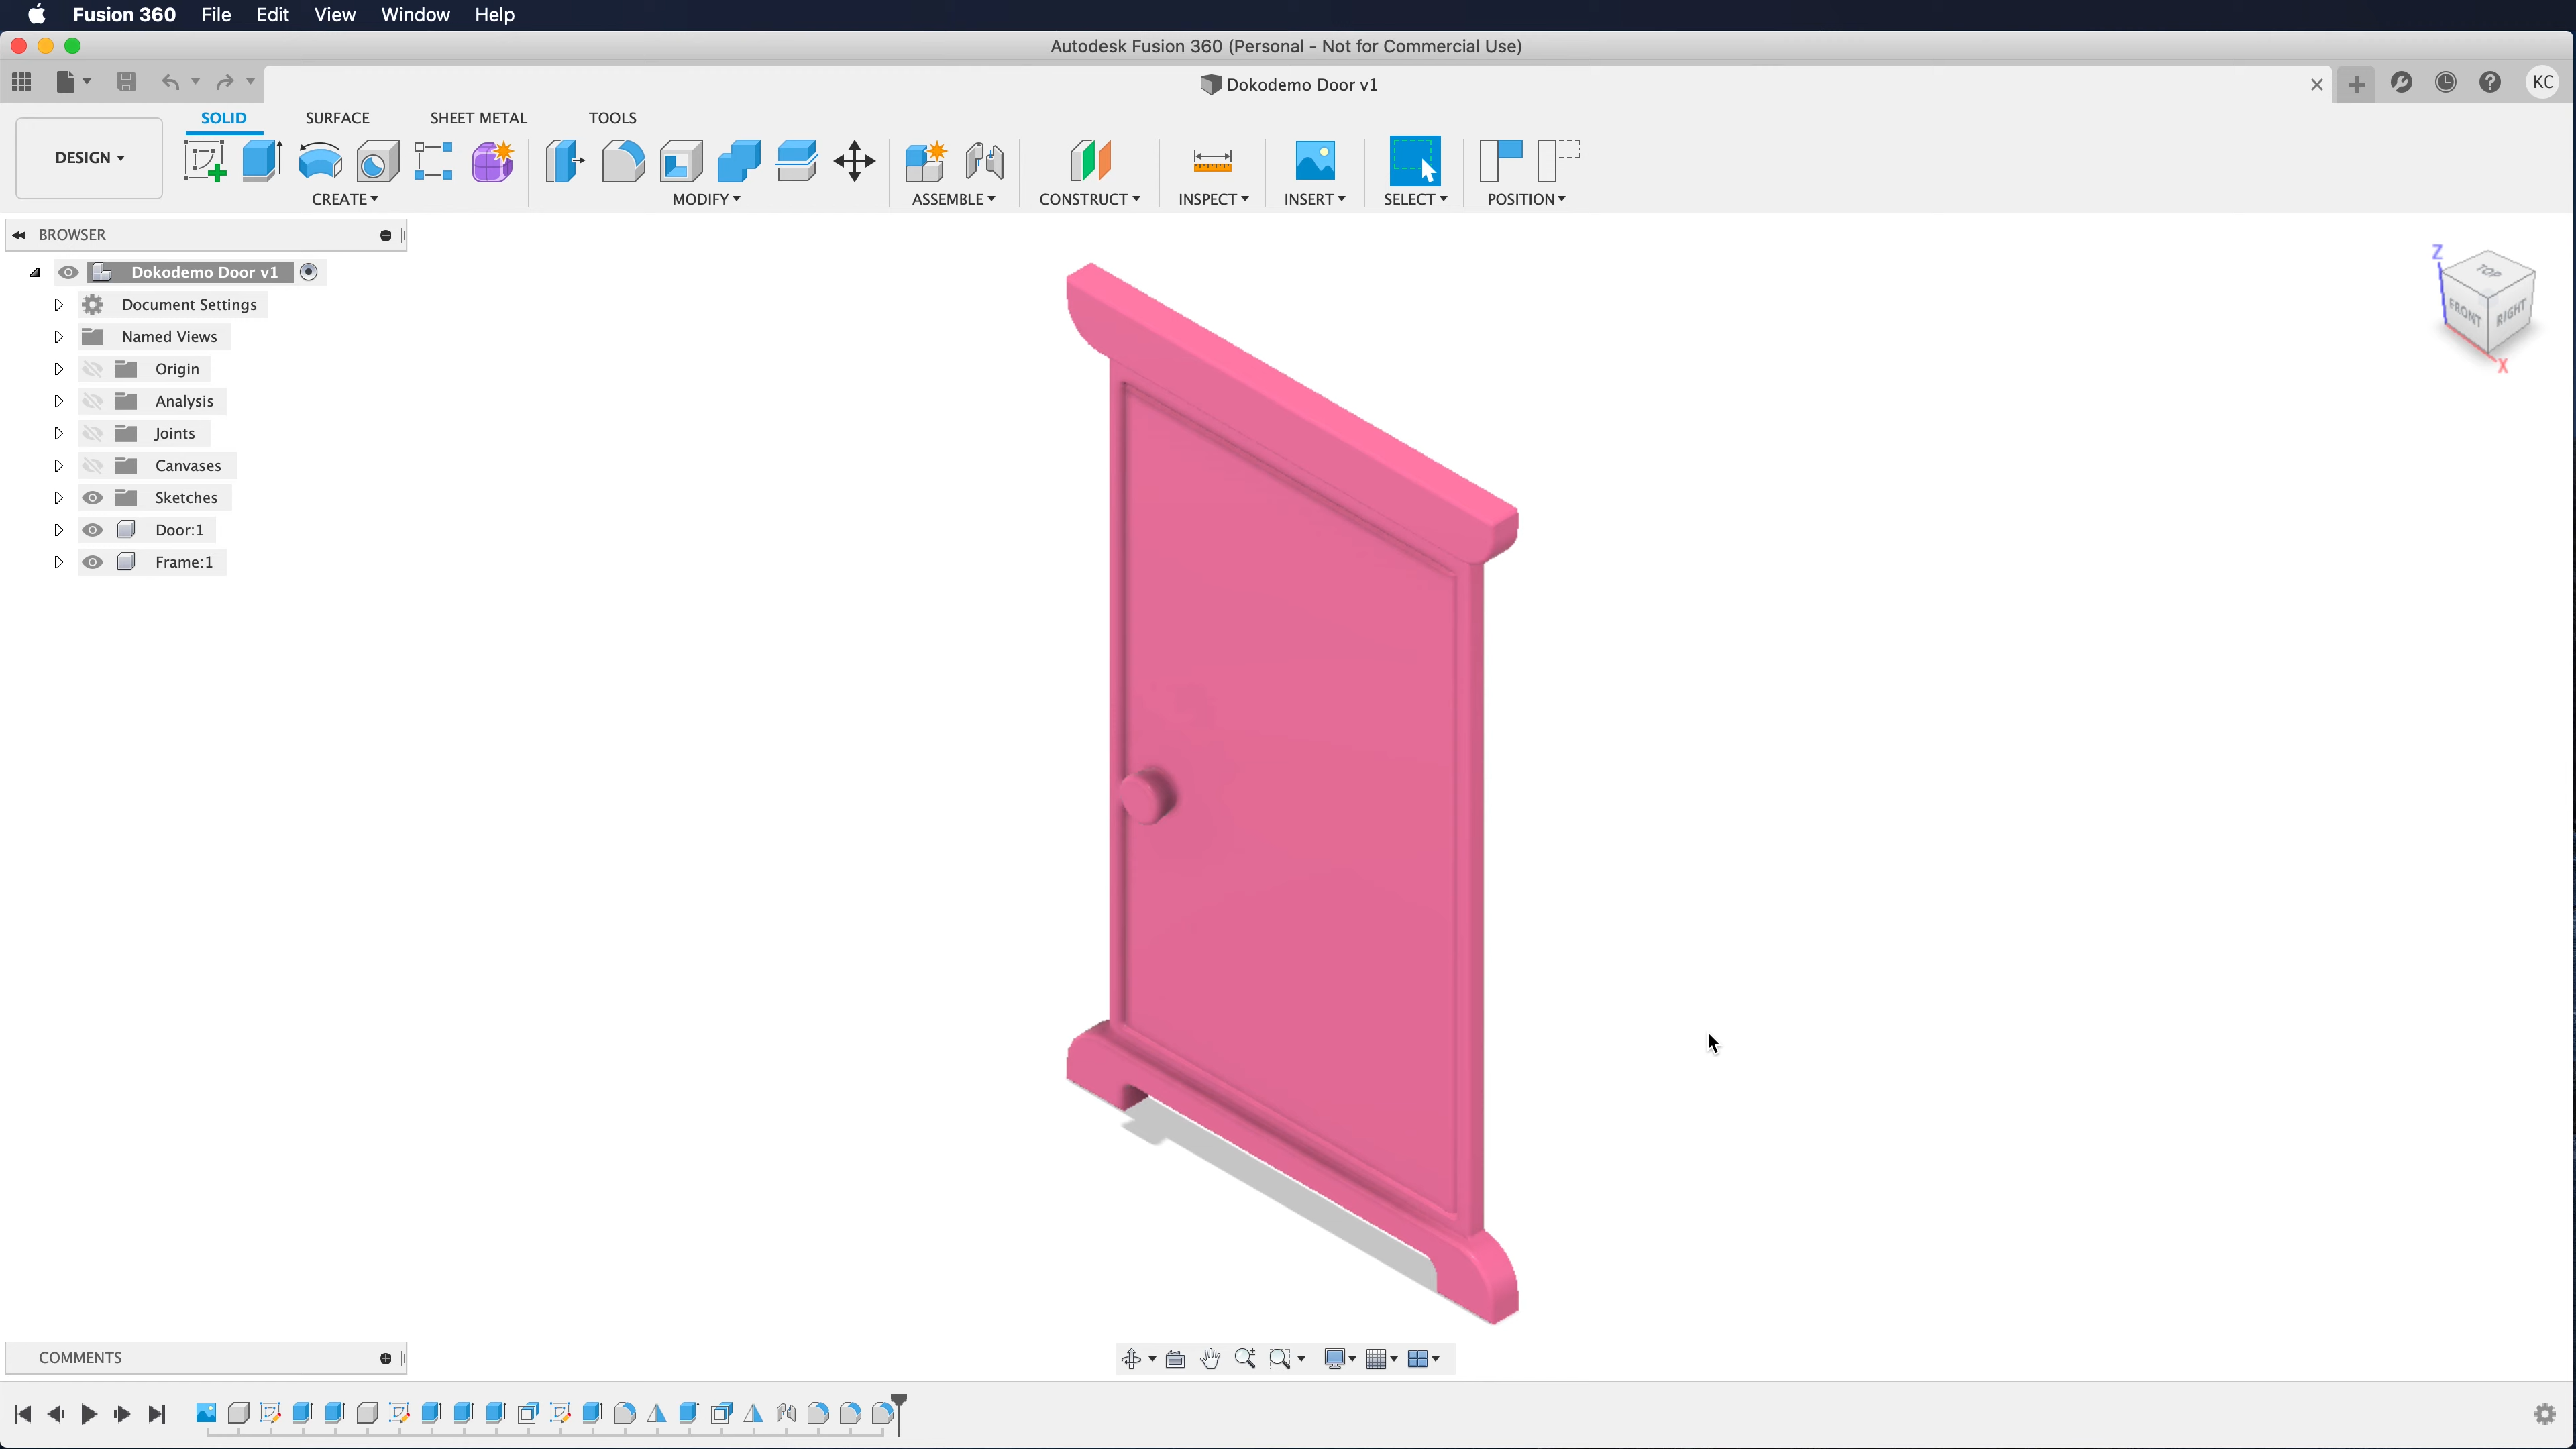 Fusion 360 File Edit View Window Help
Autodesk Fusion 360 (Personal - Not for Commercial Use)
Dokodemo Door v1
KC
SOLID SURFACE SHEET METAL TOOLS
DESIGN
CREATE MODIFY ASSEMBLE CONSTRUCT INSPECT INSERT SELECT POSITION
BROWSER
Dokodemo Door v1
Document Settings
Named Views
Origin
Analysis
Joints
Canvases
Sketches
Door:1
Frame:1
Z
TOP
FRONT RIGHT
X
COMMENTS